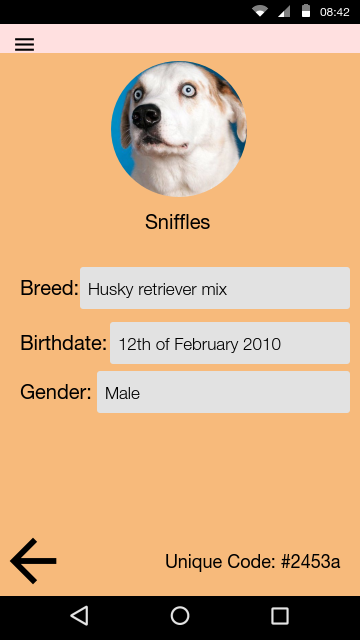 08:42
Sniffles
Breed: Husky retriever mix
Birthdate: 12th of February 2010
Gender: Male
Unique Code: #2453a